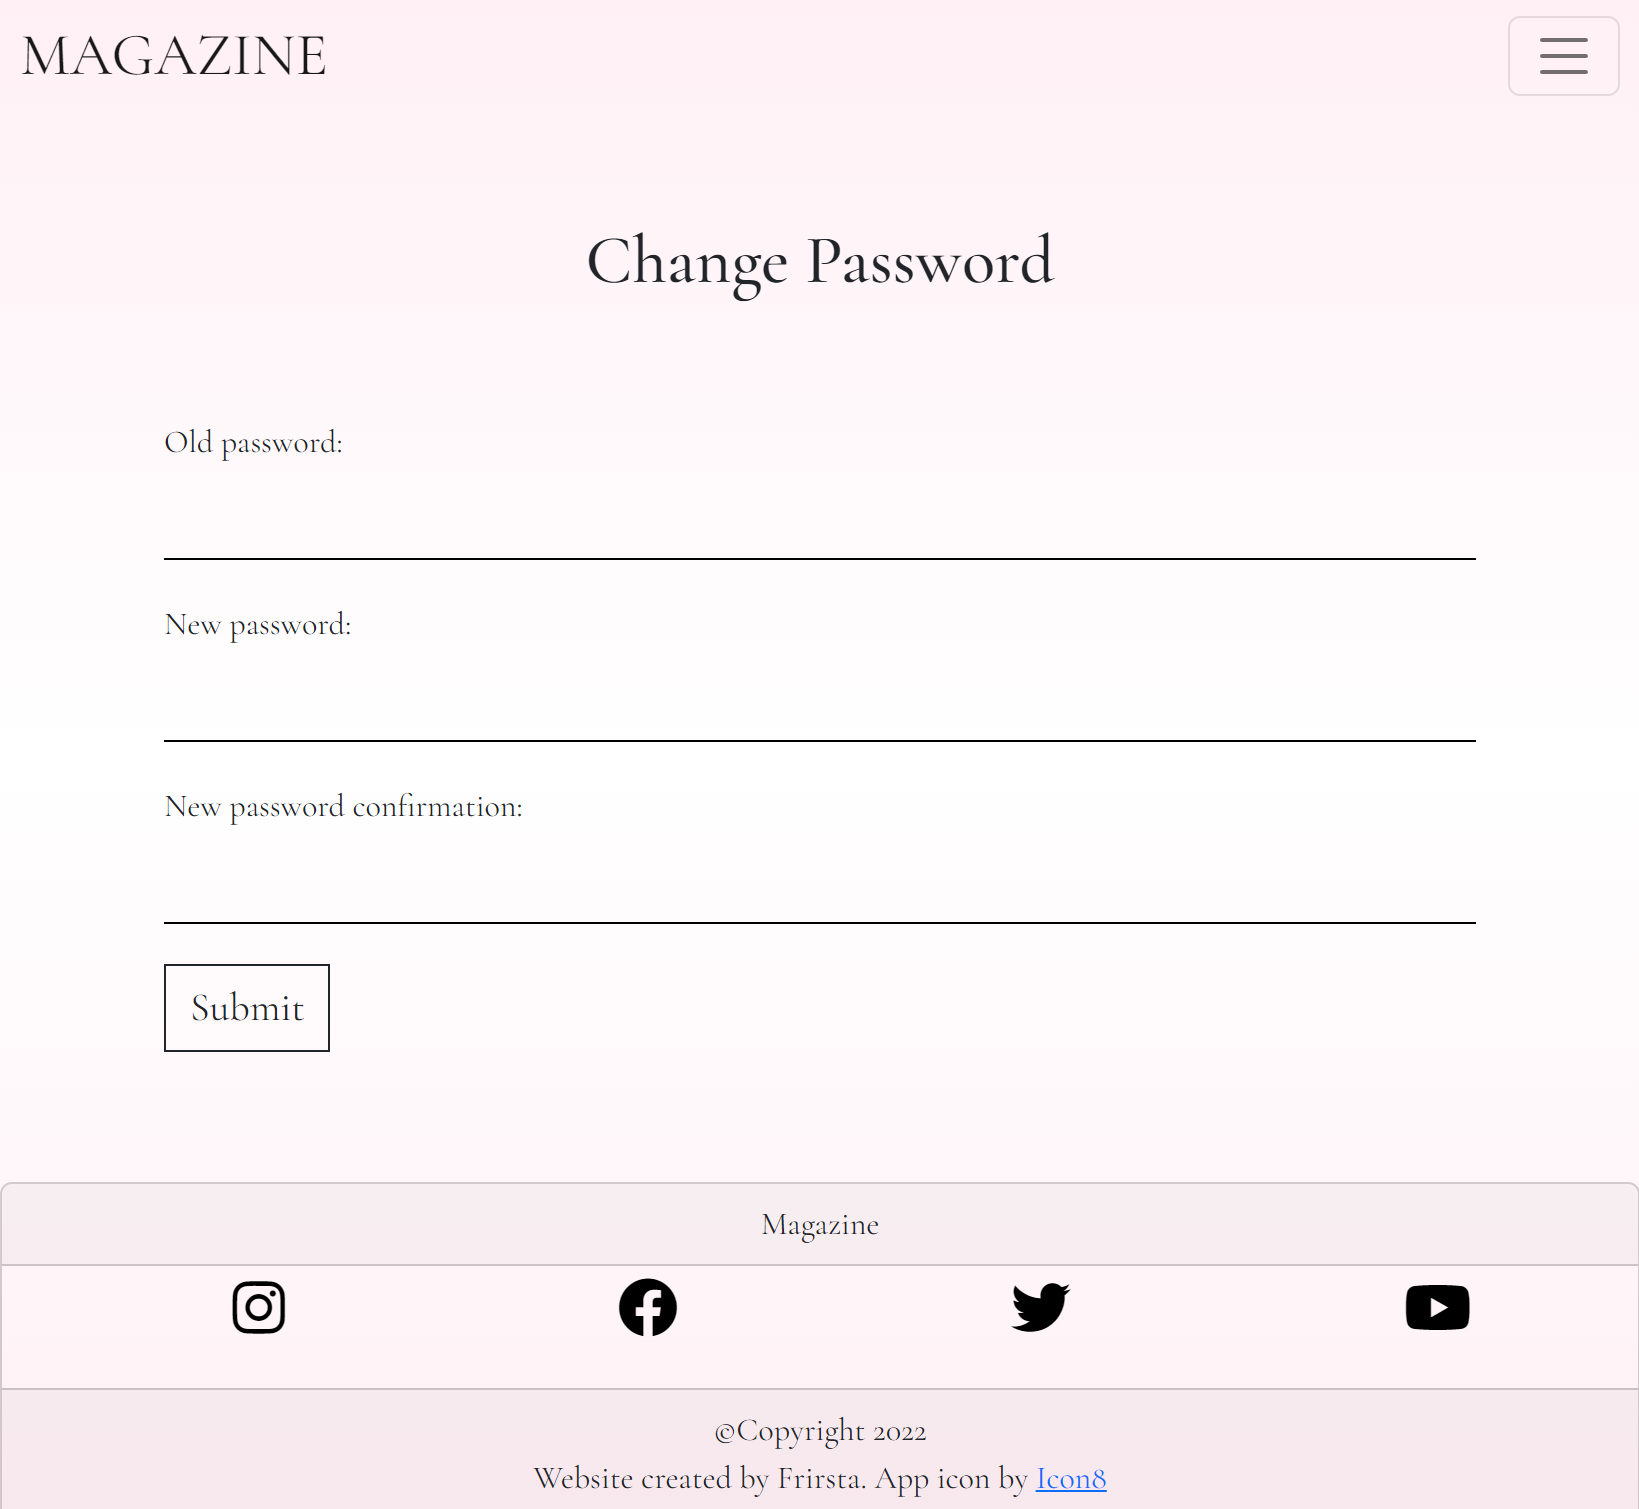 MAGAZINE
Change Password
Old password:
New password:
New password confirmation:
Submit
Magazine
©Copyright 2022
Website created by Frirsta. App icon by Icon8